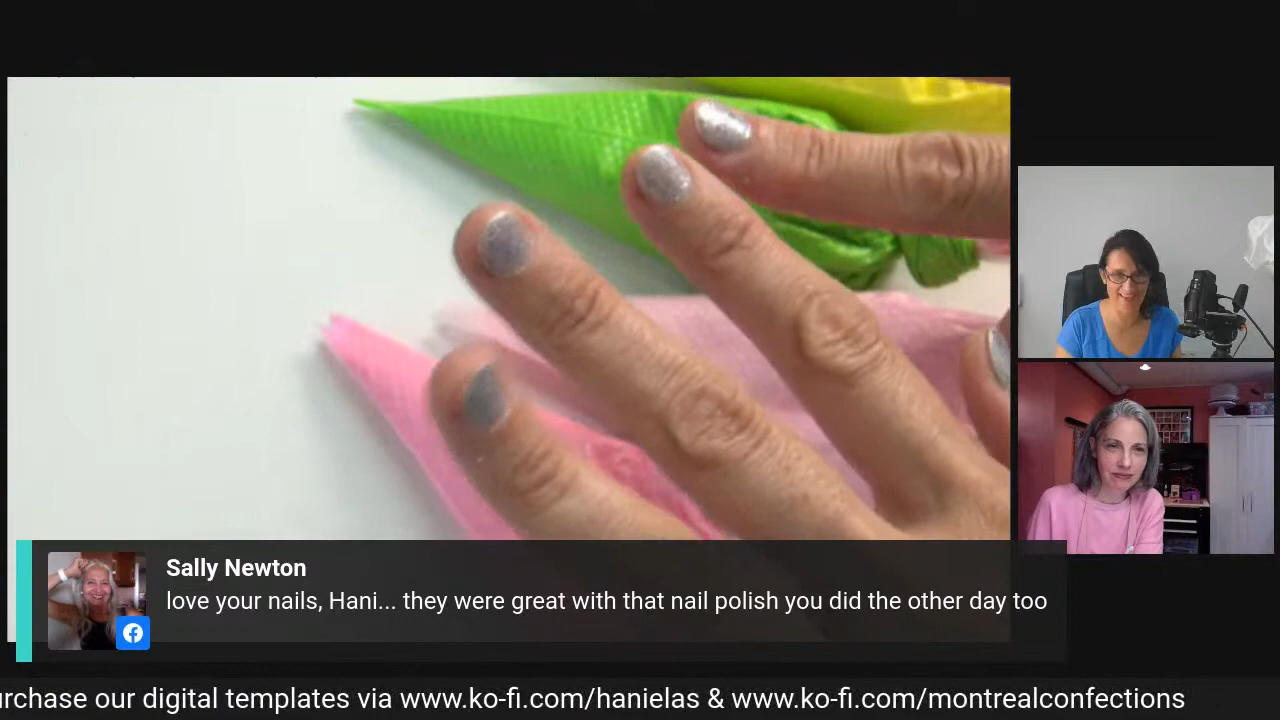 Sally Newton
love your nails, Hani... they were great with that nail polish you did the other day too
rchase our digital templates via www.ko-fi.com/hanielas & www.ko-fi.com/montrealconfections